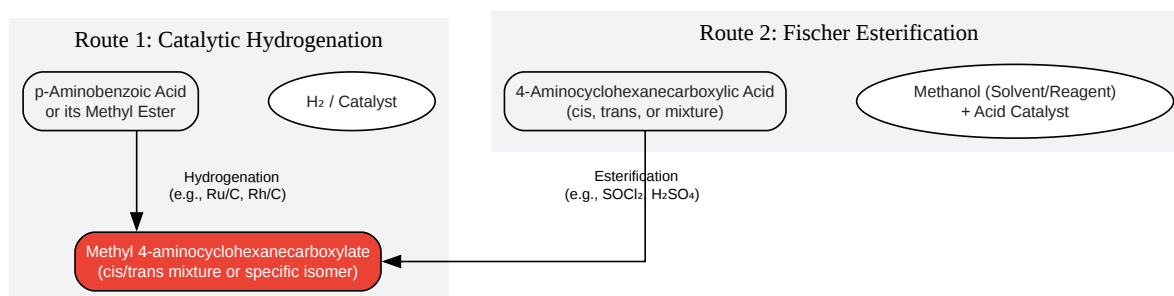 Route 1: Catalytic Hydrogenation
p-Aminobenzoic Acid
or its Methyl Ester
H₂ / Catalyst
Hydrogenation
(e.g., Ru/C, Rh/C)
Route 2: Fischer Esterification
4-Aminocyclohexanecarboxylic Acid
(cis, trans, or mixture)
Methanol (Solvent/Reagent)
+ Acid Catalyst
Esterification
(e.g., SOCl₂, H₂SO₄)
Methyl 4-aminocyclohexanecarboxylate
(cis/trans mixture or specific isomer)